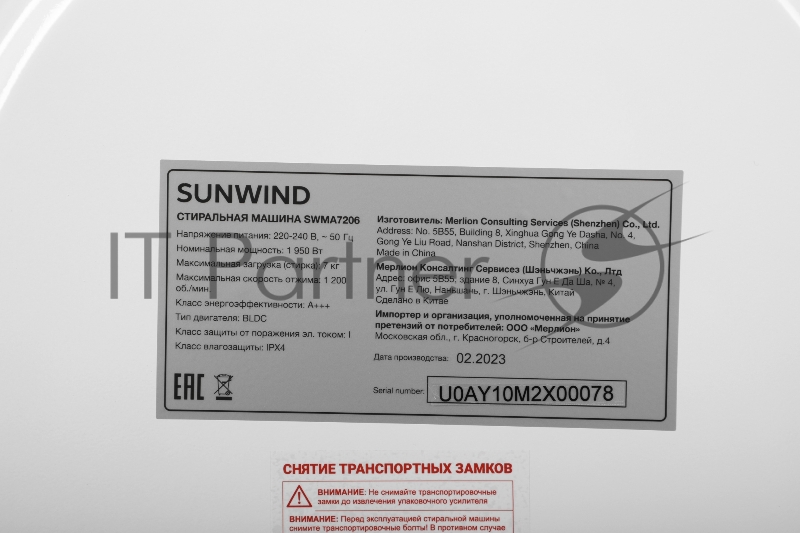 SUNWIND
СТИРАЛЬНАЯ МАШИНА SWMA7206
Напряжение питания: 220-240 В, ~ 50 Гц
Номинальная мощность: 1 950 Вт
Максимальная загрузка (стирка): 7 кг
Максимальная скорость отжима: 1 200
об./мин.
Класс энергоэффективности: А+++
Тип двигателя: BLDC
Класс защиты от поражения эл. током: I
Класс влагозащиты: IPX4
EAC
Изготовитель: Merlion Consulting Services (Shenzhen) Co., Ltd.
Address: No. 5B55, Building 8, Xinghua Gong Ye Dasha, No. 4,
Gong Ye Liu Road, Nanshan District, Shenzhen, China
Made in China
Мерлион Консалтинг Сервисез (Шэньчжэнь) Ко., Лтд
Адрес: офис 5В55, здание 8, Синхуа Гун Е Да Ша, № 4,
ул. Гун Е Лю, Наньшань, г. Шэньчжэнь, Китай
Сделано в Китае
Импортер и организация, уполномоченная на принятие
претензий от потребителей: ООО «Мерлион»
Московская обл., г. Красногорск, б-р Строителей, д.4
Дата производства: 02.2023
Serial number: U0AY10M2X00078
IT Partner
СНЯТИЕ ТРАНСПОРТНЫХ ЗАМКОВ
ВНИМАНИЕ: Не снимайте транспортировочные
замки до извлечения упаковочного усилителя
ВНИМАНИЕ: Перед эксплуатацией стиральной машины
снимите транспортировочные болты! В противном случае